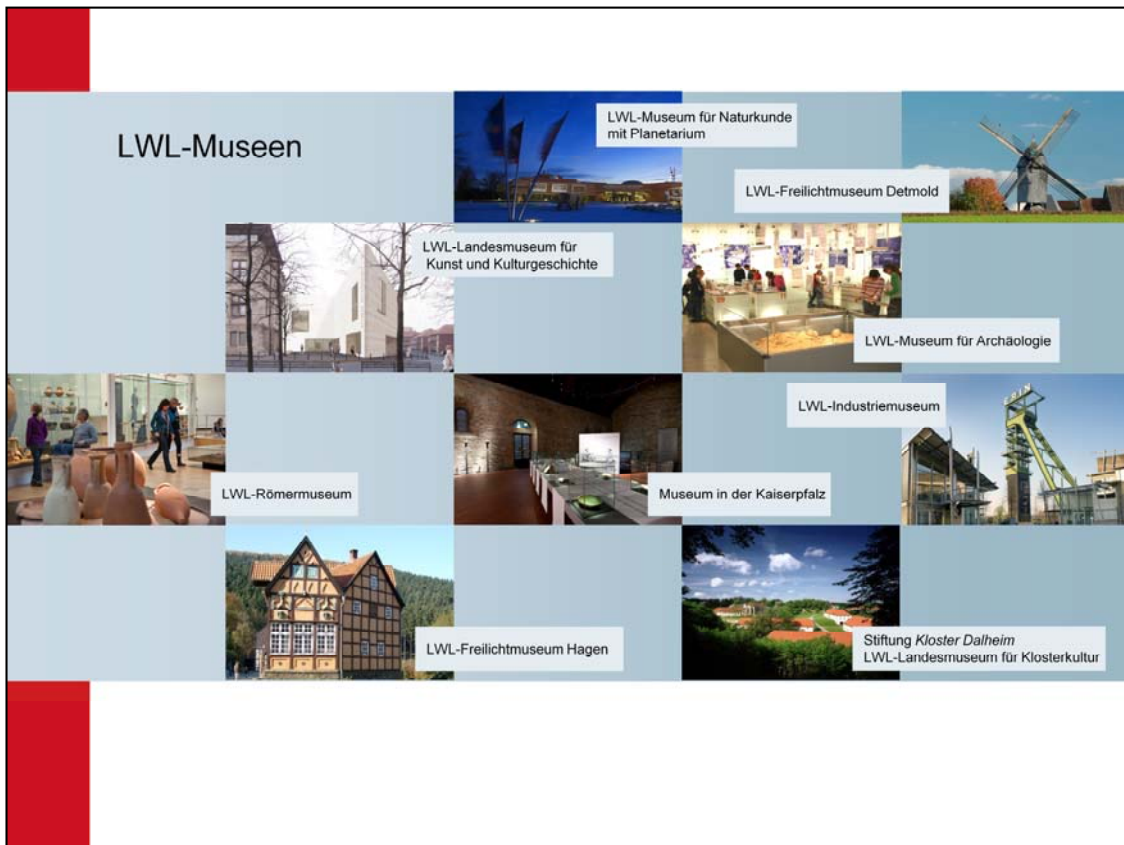 LWL-Museen
LWL-Museum für Naturkunde
mit Planetarium
LWL-Freilichtmuseum Detmold
LWL-Landesmuseum für
Kunst und Kulturgeschichte
LWL-Museum für Archäologie
LWL-Industriemuseum
ERIN
LWL-Römermuseum
Museum in der Kaiserpfalz
LWL-Freilichtmuseum Hagen
Stiftung Kloster Dalheim
LWL-Landesmuseum für Klosterkultur